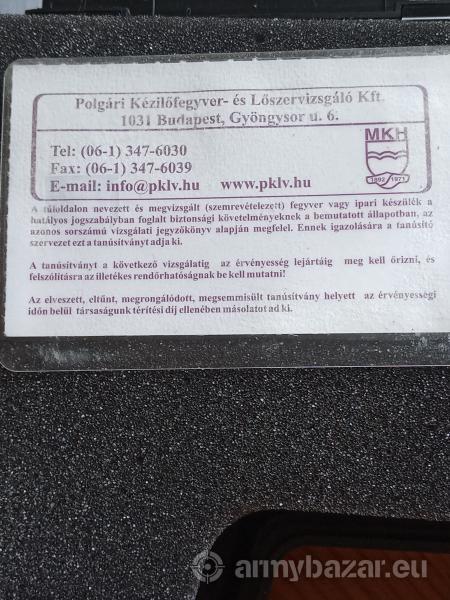 Polgári Kézilőfegyver- és Lőszervizsgáló Kft.
1031 Budapest, Gyöngysor u. 6.
Tel: (06-1) 347-6030
Fax: (06-1) 347-6039
E-mail: info@pklv.hu www.pklv.hu
MKH
1892 1971
A túloldalon nevezett és megvizsgált (szemrevételezett) fegyver vagy ipari készülék a
hatályos jogszabályban foglalt biztonsági követelményeknek a bemutatott állapotban, az
azonos sorszámú vizsgálati jegyzőkönyv alapján megfelel. Ennek igazolására a tanúsító
szervezet ezt a tanúsítványt adja ki.
A tanúsítványt a következő vizsgálatig az érvényesség lejártáig meg kell őrizni, és
felszólításra az illetékes rendőrhatóságnak be kell mutatni!
Az elveszett, eltűnt, megrongálódott, megsemmisült tanúsítvány helyett az érvényességi
időn belül társaságunk térítési díj ellenében másolatot ad ki.
armybazar.eu